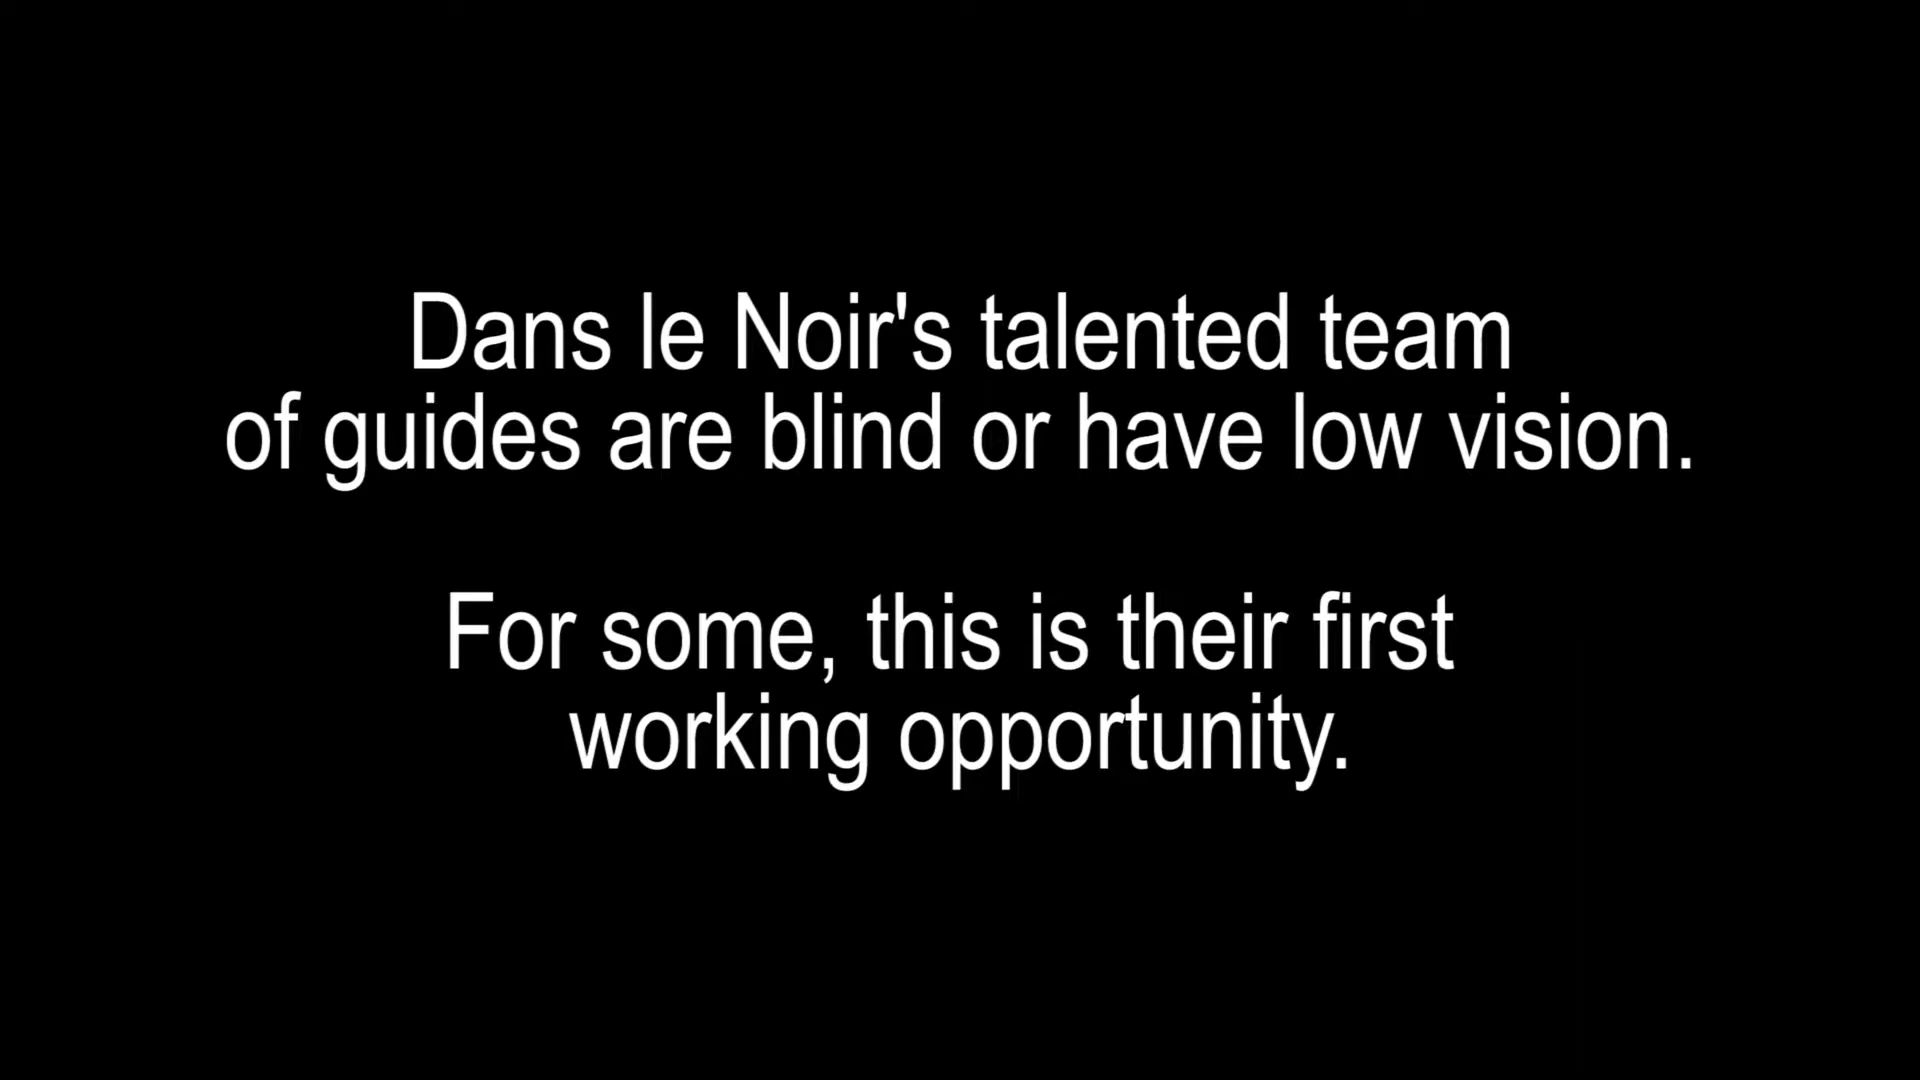 Dans le Noir's talented team
of guides are blind or have low vision.
For some, this is their first
working opportunity.